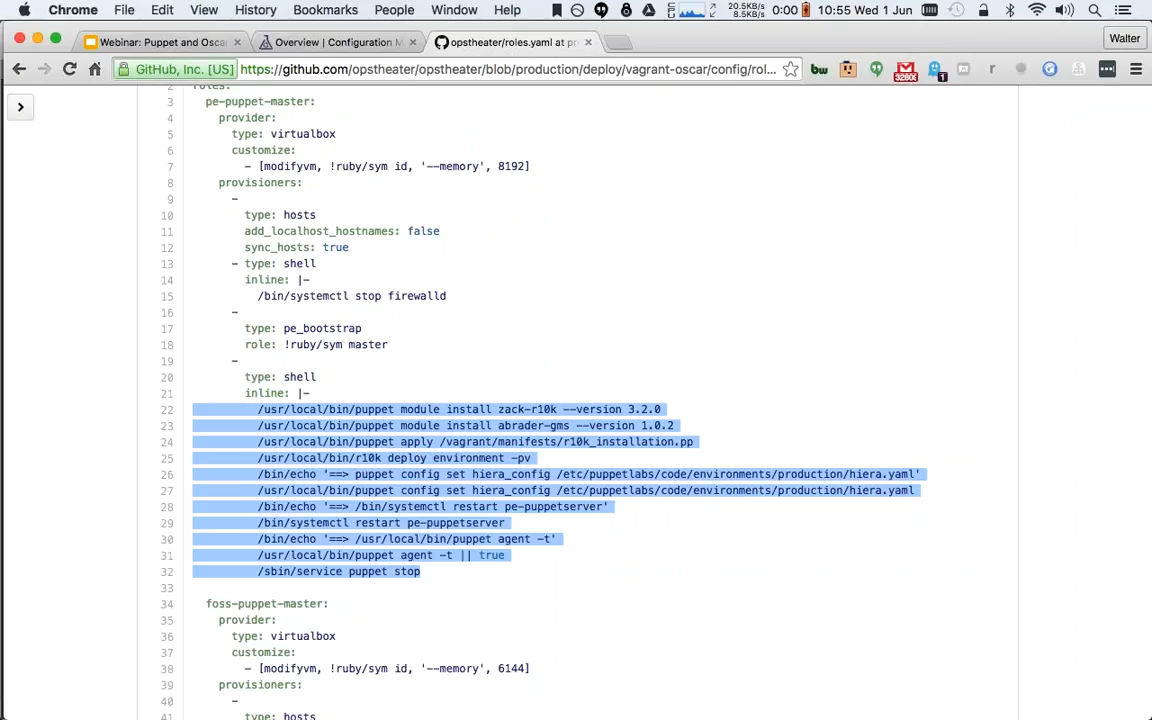 Chrome File Edit View History Bookmarks People Window Help 20.5KB/s 8.5KB/s 0:00 10:55 Wed 1 Jun
Webinar: Puppet and Osca × Overview | Configuration M × opstheater/roles.yaml at pr × Walter
GitHub, Inc. [US] https://github.com/opstheater/opstheater/blob/production/deploy/vagrant-oscar/config/rol... bw 3280 1 r
2 roles:
3 pe-puppet-master:
4 provider:
5 type: virtualbox
6 customize:
7 - [modifyvm, !ruby/sym id, '--memory', 8192]
8 provisioners:
9 -
10 type: hosts
11 add_localhost_hostnames: false
12 sync_hosts: true
13 - type: shell
14 inline: |-
15 /bin/systemctl stop firewalld
16 -
17 type: pe_bootstrap
18 role: !ruby/sym master
19 -
20 type: shell
21 inline: |-
22 /usr/local/bin/puppet module install zack-r10k --version 3.2.0
23 /usr/local/bin/puppet module install abrader-gms --version 1.0.2
24 /usr/local/bin/puppet apply /vagrant/manifests/r10k_installation.pp
25 /usr/local/bin/r10k deploy environment -pv
26 /bin/echo '==> puppet config set hiera_config /etc/puppetlabs/code/environments/production/hiera.yaml'
27 /usr/local/bin/puppet config set hiera_config /etc/puppetlabs/code/environments/production/hiera.yaml
28 /bin/echo '==> /bin/systemctl restart pe-puppetserver'
29 /bin/systemctl restart pe-puppetserver
30 /bin/echo '==> /usr/local/bin/puppet agent -t'
31 /usr/local/bin/puppet agent -t || true
32 /sbin/service puppet stop
33
34 foss-puppet-master:
35 provider:
36 type: virtualbox
37 customize:
38 - [modifyvm, !ruby/sym id, '--memory', 6144]
39 provisioners:
40 -
41 type: hosts